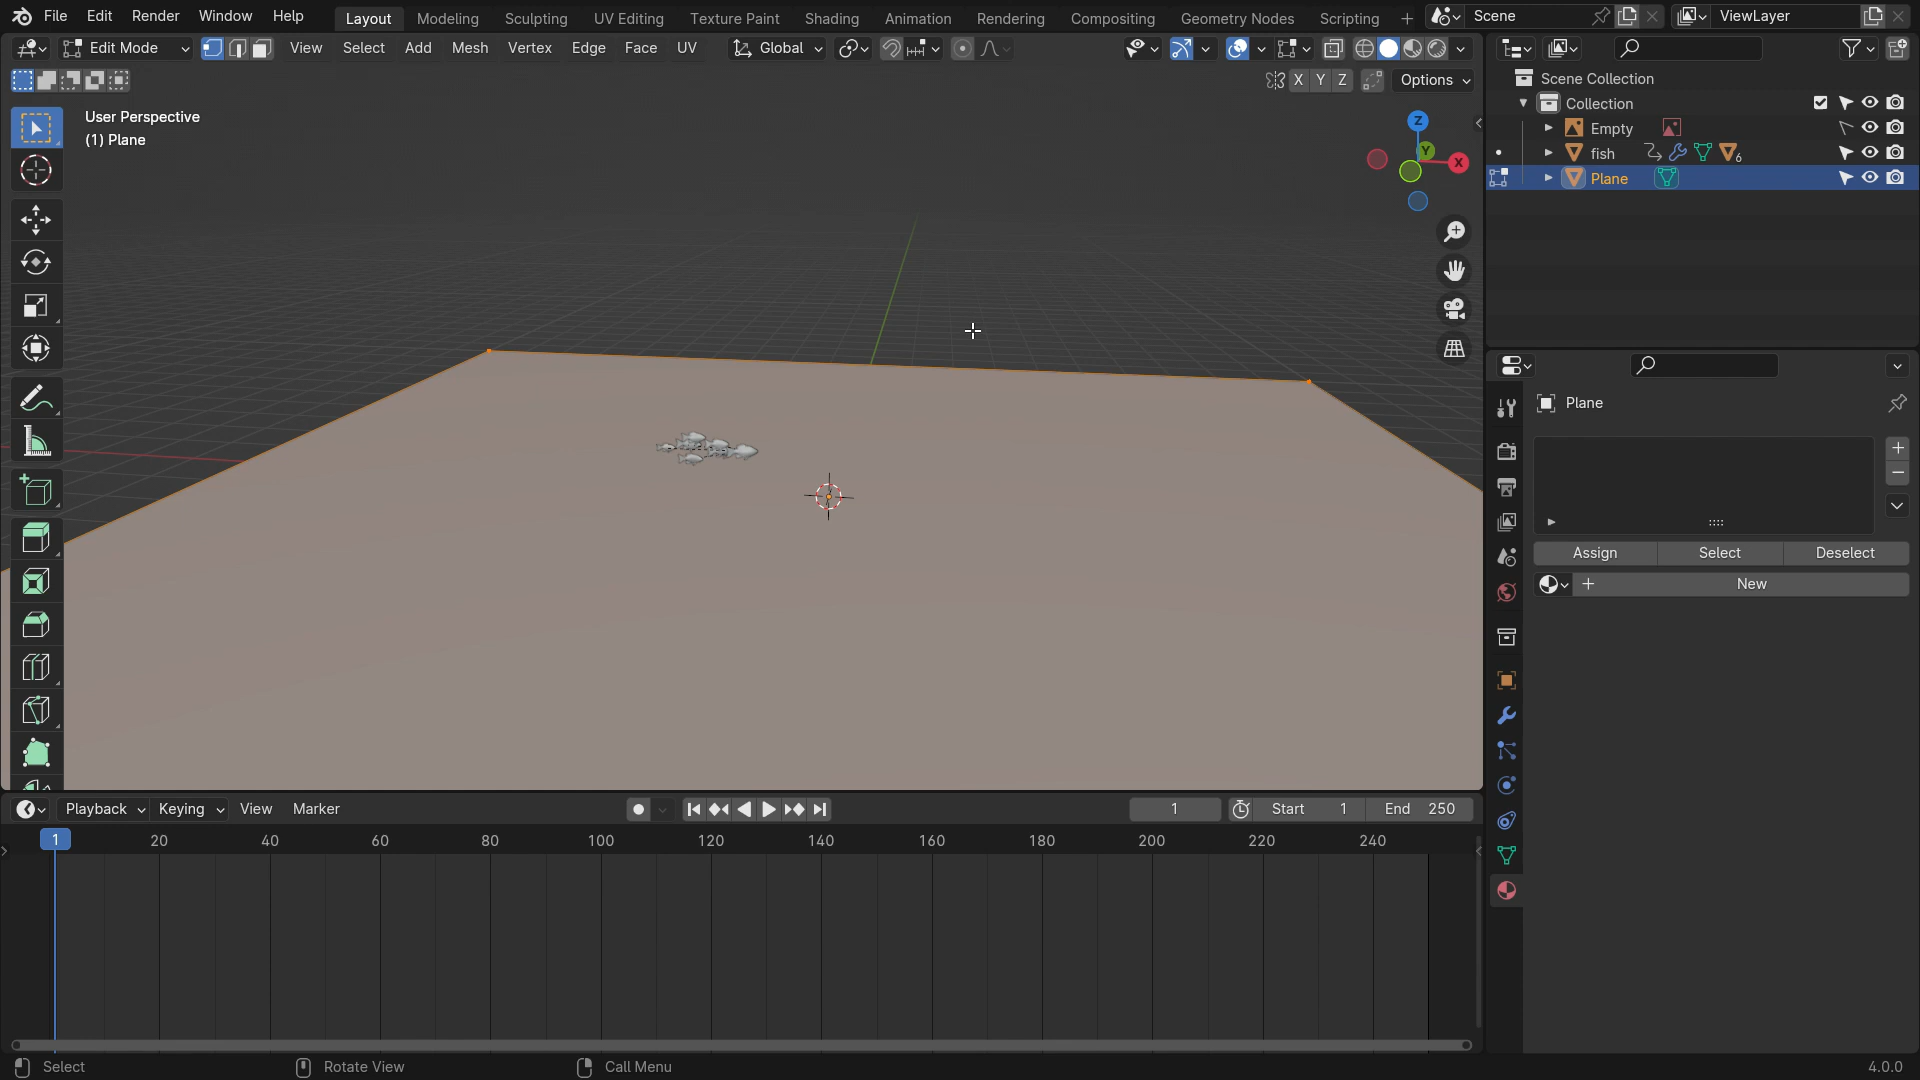 File Edit Render Window Help Layout Modeling Sculpting UV Editing Texture Paint Shading Animation Rendering Compositing Geometry Nodes Scripting + Scene ViewLayer
Edit Mode View Select Add Mesh Vertex Edge Face UV Global
X Y Z Options
Scene Collection
Collection
Empty
fish 6
Plane
User Perspective
(1) Plane
Z
Y
X
Plane
Assign Select Deselect
New
Playback Keying View Marker 1 Start 1 End 250
1 20 40 60 80 100 120 140 160 180 200 220 240
Select Rotate View Call Menu 4.0.0